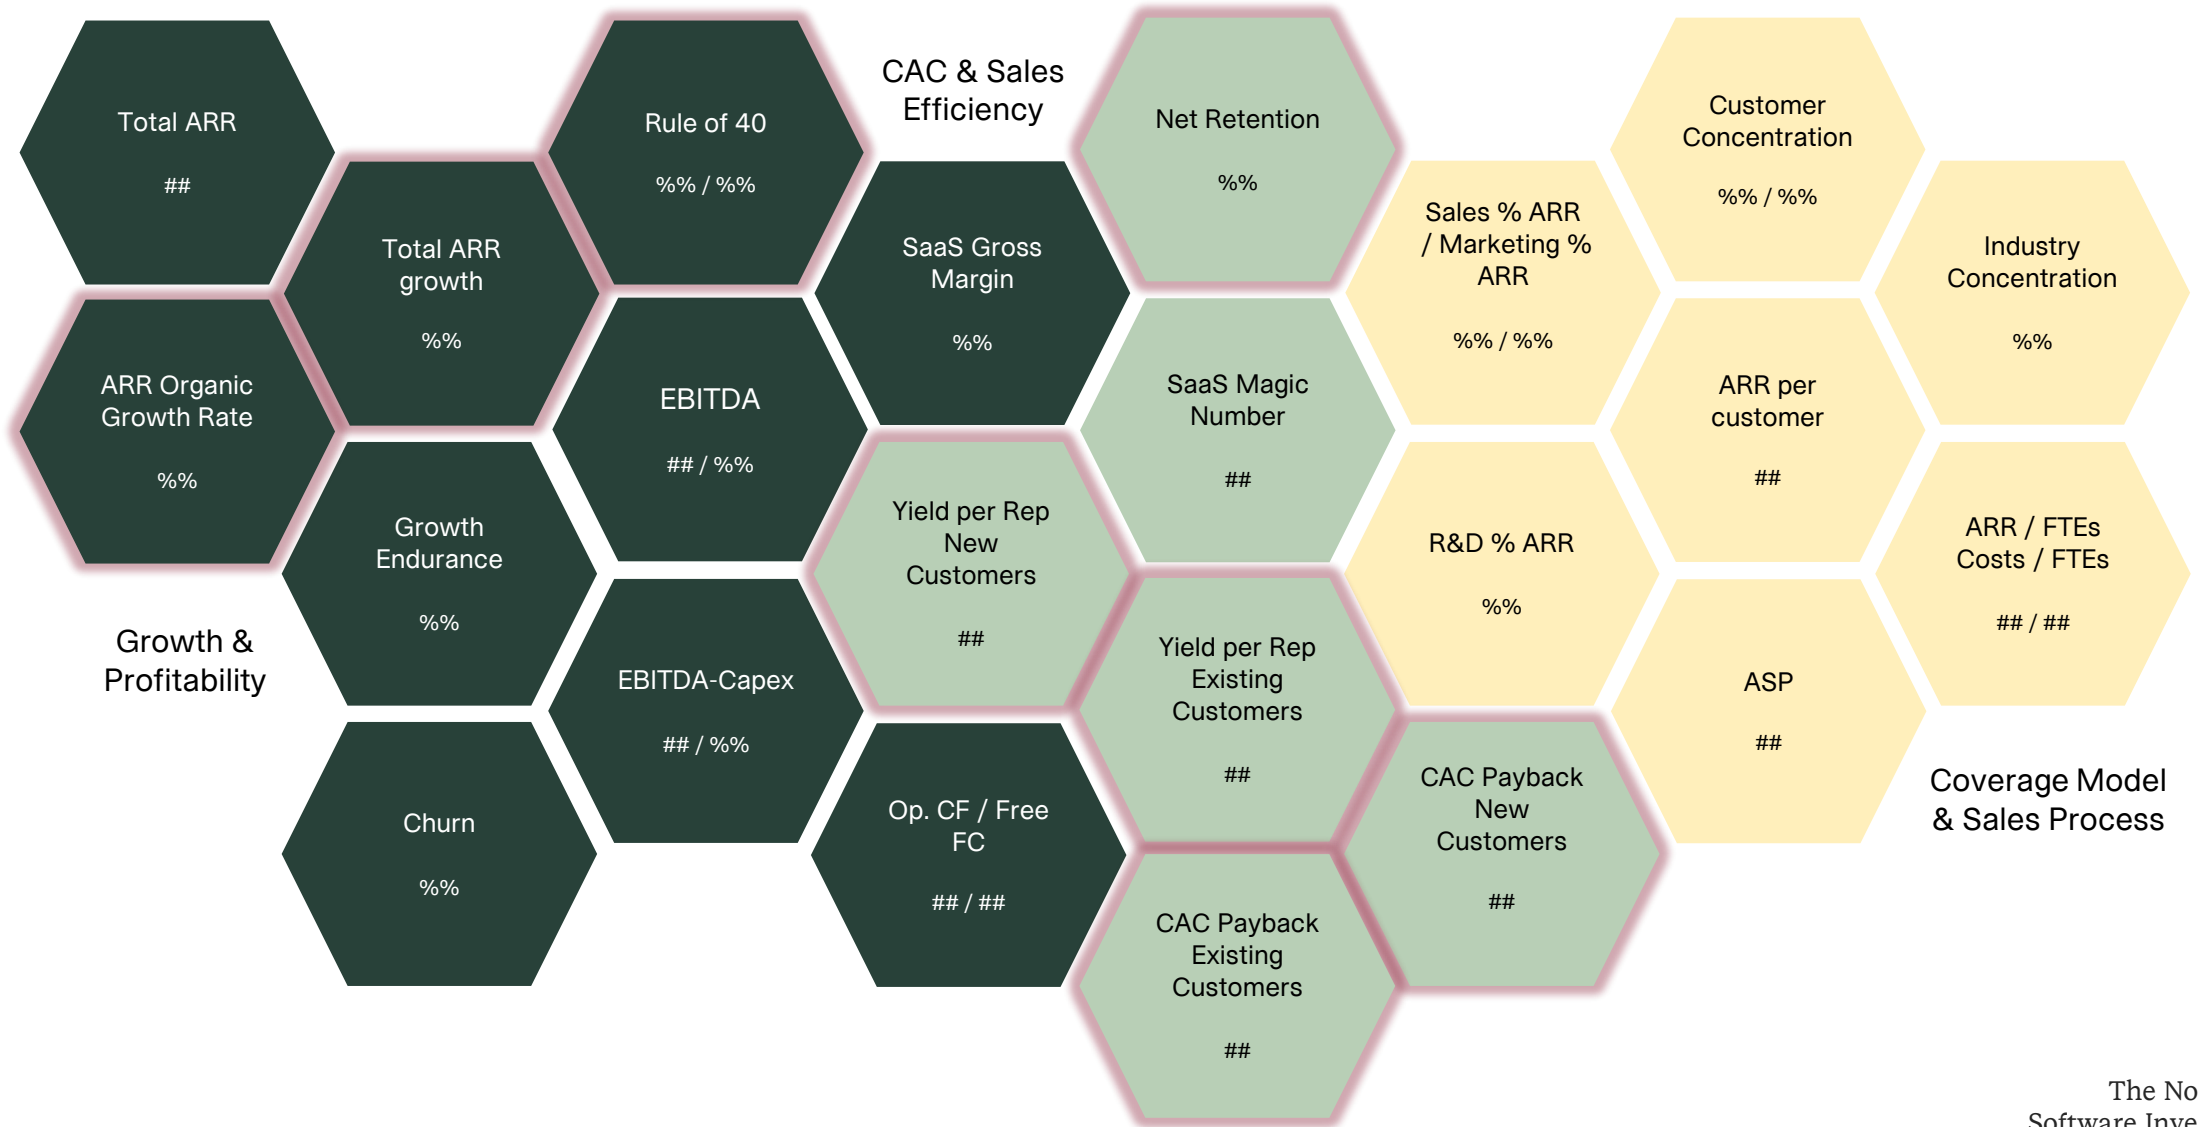 Total ARR
##
Total ARR
growth
%%
ARR Organic
Growth Rate
%%
Growth
Endurance
%%
Growth &
Profitability
Churn
%%
Rule of 40
%% / %%
EBITDA
## / %%
EBITDA-Capex
## / %%
SaaS Gross
Margin
%%
Op. CF / Free
FC
## / ##
CAC & Sales
Efficiency
Net Retention
%%
SaaS Magic
Number
##
Yield per Rep
New
Customers
##
Yield per Rep
Existing
Customers
##
CAC Payback
Existing
Customers
##
CAC Payback
New
Customers
##
Sales % ARR
/ Marketing %
ARR
%% / %%
R&D % ARR
%%
Customer
Concentration
%% / %%
ARR per
customer
##
ASP
##
Industry
Concentration
%%
ARR / FTEs
Costs / FTEs
## / ##
Coverage Model
& Sales Process
The No
Software Inve